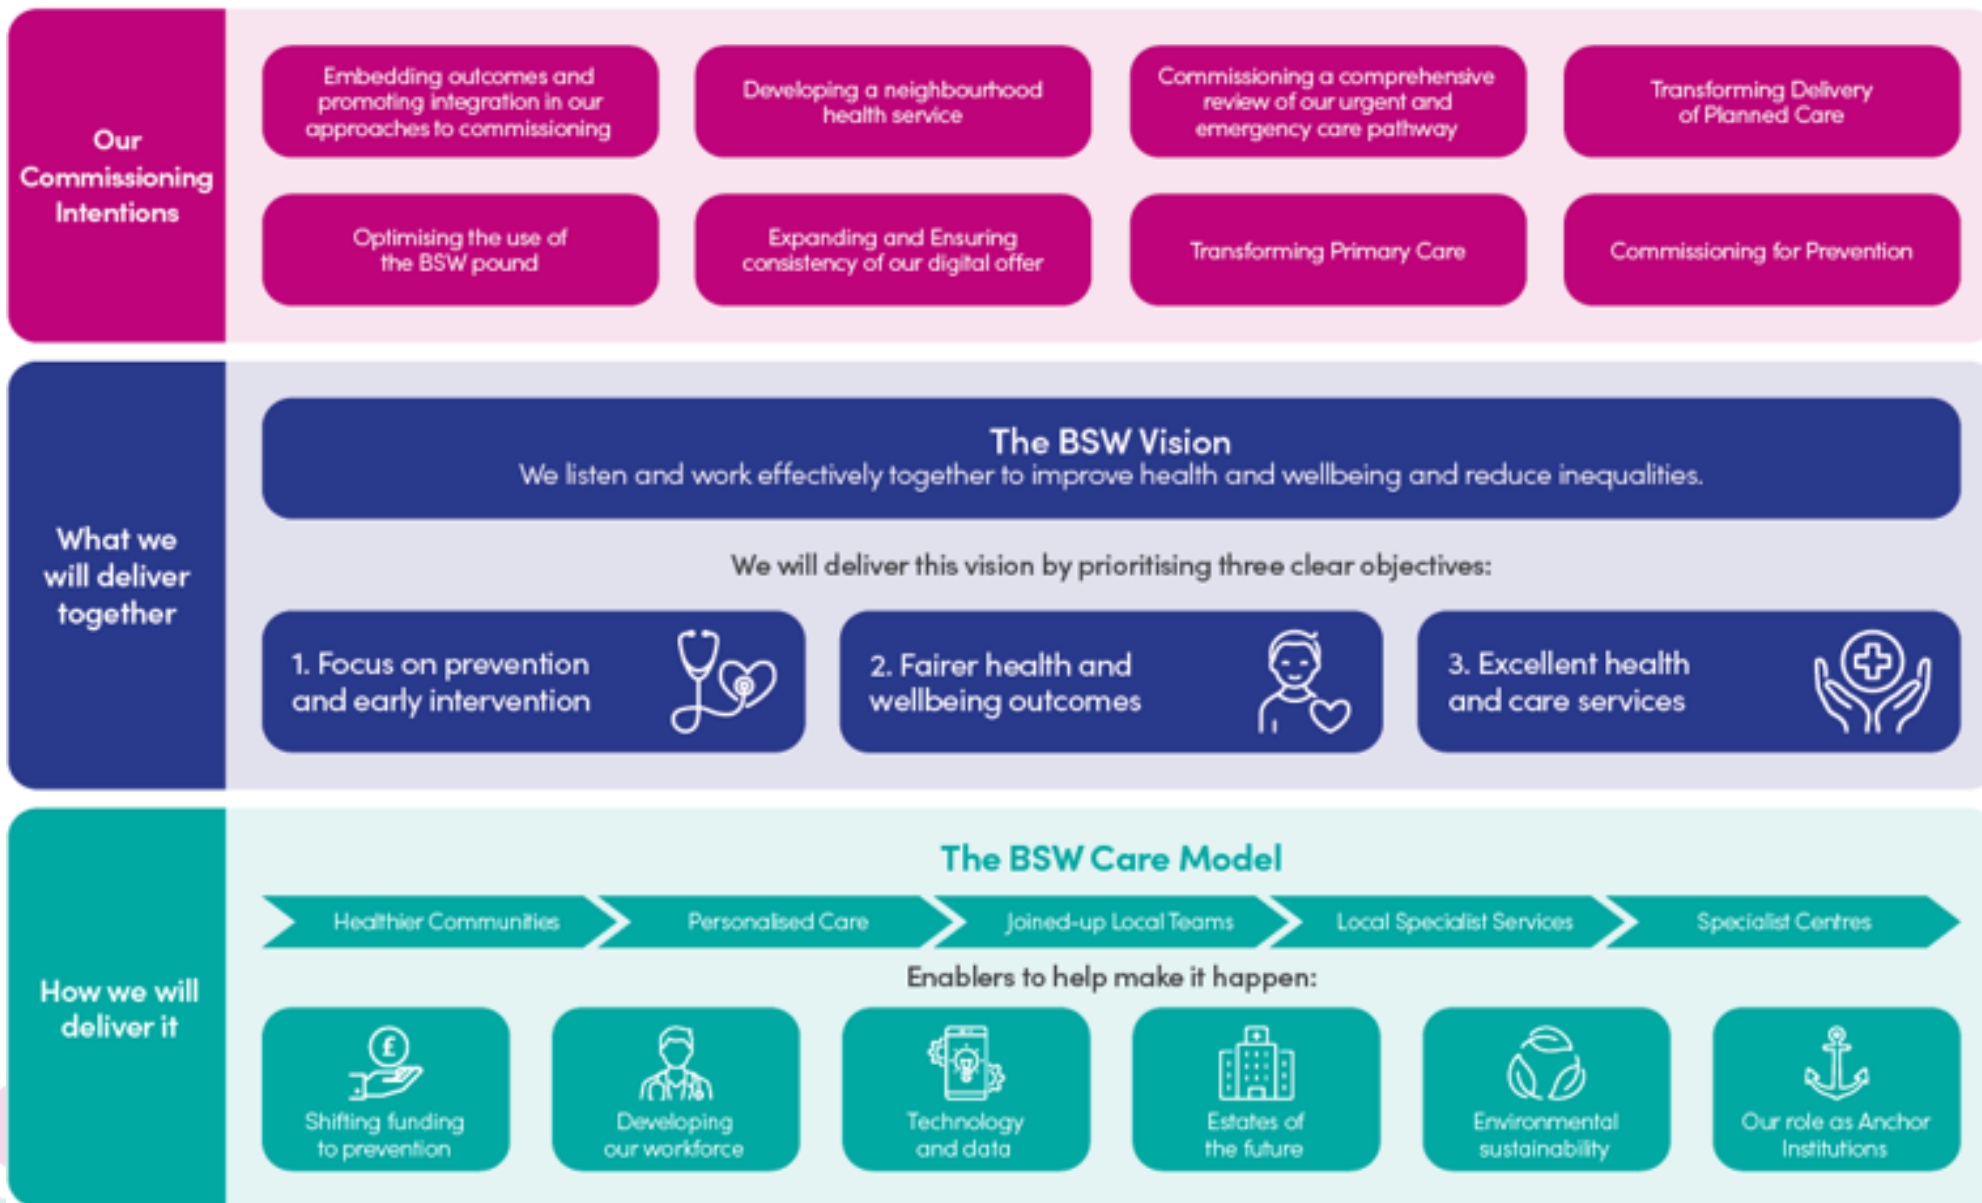 Our
Commissioning
Intentions
Embedding outcomes and
promoting integration in our
approaches to commissioning
Developing a neighbourhood
health service
Commissioning a comprehensive
review of our urgent and
emergency care pathway
Transforming Delivery
of Planned Care
Optimising the use of
the BSW pound
Expanding and Ensuring
consistency of our digital offer
Transforming Primary Care
Commissioning for Prevention
What we
will deliver
together
The BSW Vision
We listen and work effectively together to improve health and wellbeing and reduce inequalities.
We will deliver this vision by prioritising three clear objectives:
1. Focus on prevention
and early intervention
2. Fairer health and
wellbeing outcomes
3. Excellent health
and care services
How we will
deliver it
The BSW Care Model
Healthier Communities
Personalised Care
Joined-up Local Teams
Local Specialist Services
Specialist Centres
Enablers to help make it happen:
£
Shifting funding
to prevention
Developing
our workforce
Technology
and data
Estates of
the future
Environmental
sustainability
Our role as Anchor
Institutions